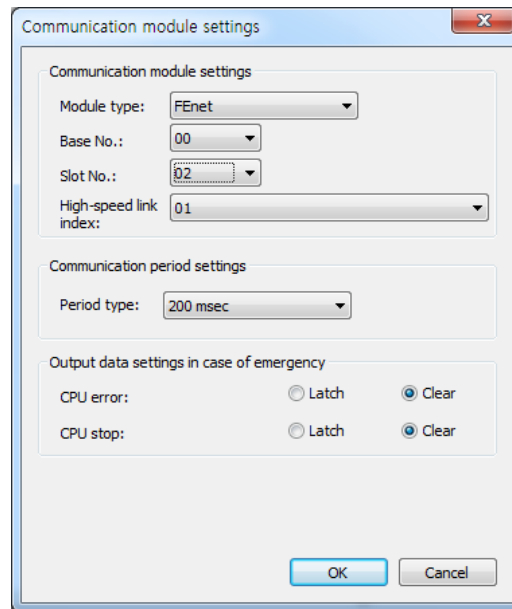 Communication module settings
Communication module settings
Module type: FEnet
Base No.: 00
Slot No.: 02
High-speed link index: 01
Communication period settings
Period type: 200 msec
Output data settings in case of emergency
CPU error: Latch Clear
CPU stop: Latch Clear
OK Cancel